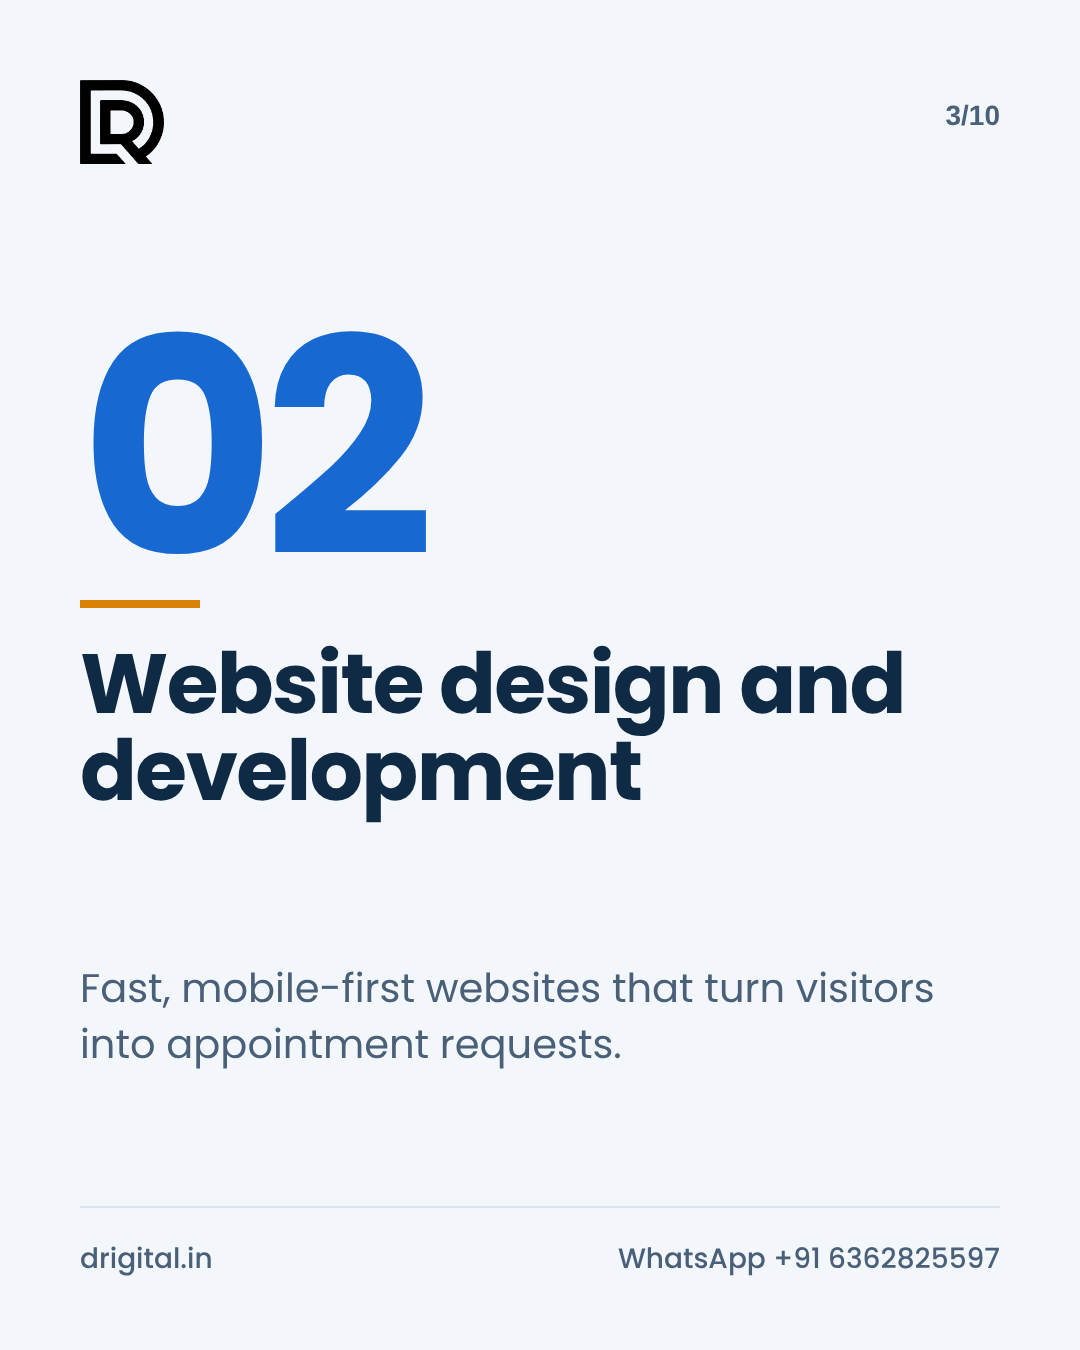 3/10
02
Website design and
development
Fast, mobile-first websites that turn visitors
into appointment requests.
drigital.in
WhatsApp +91 6362825597